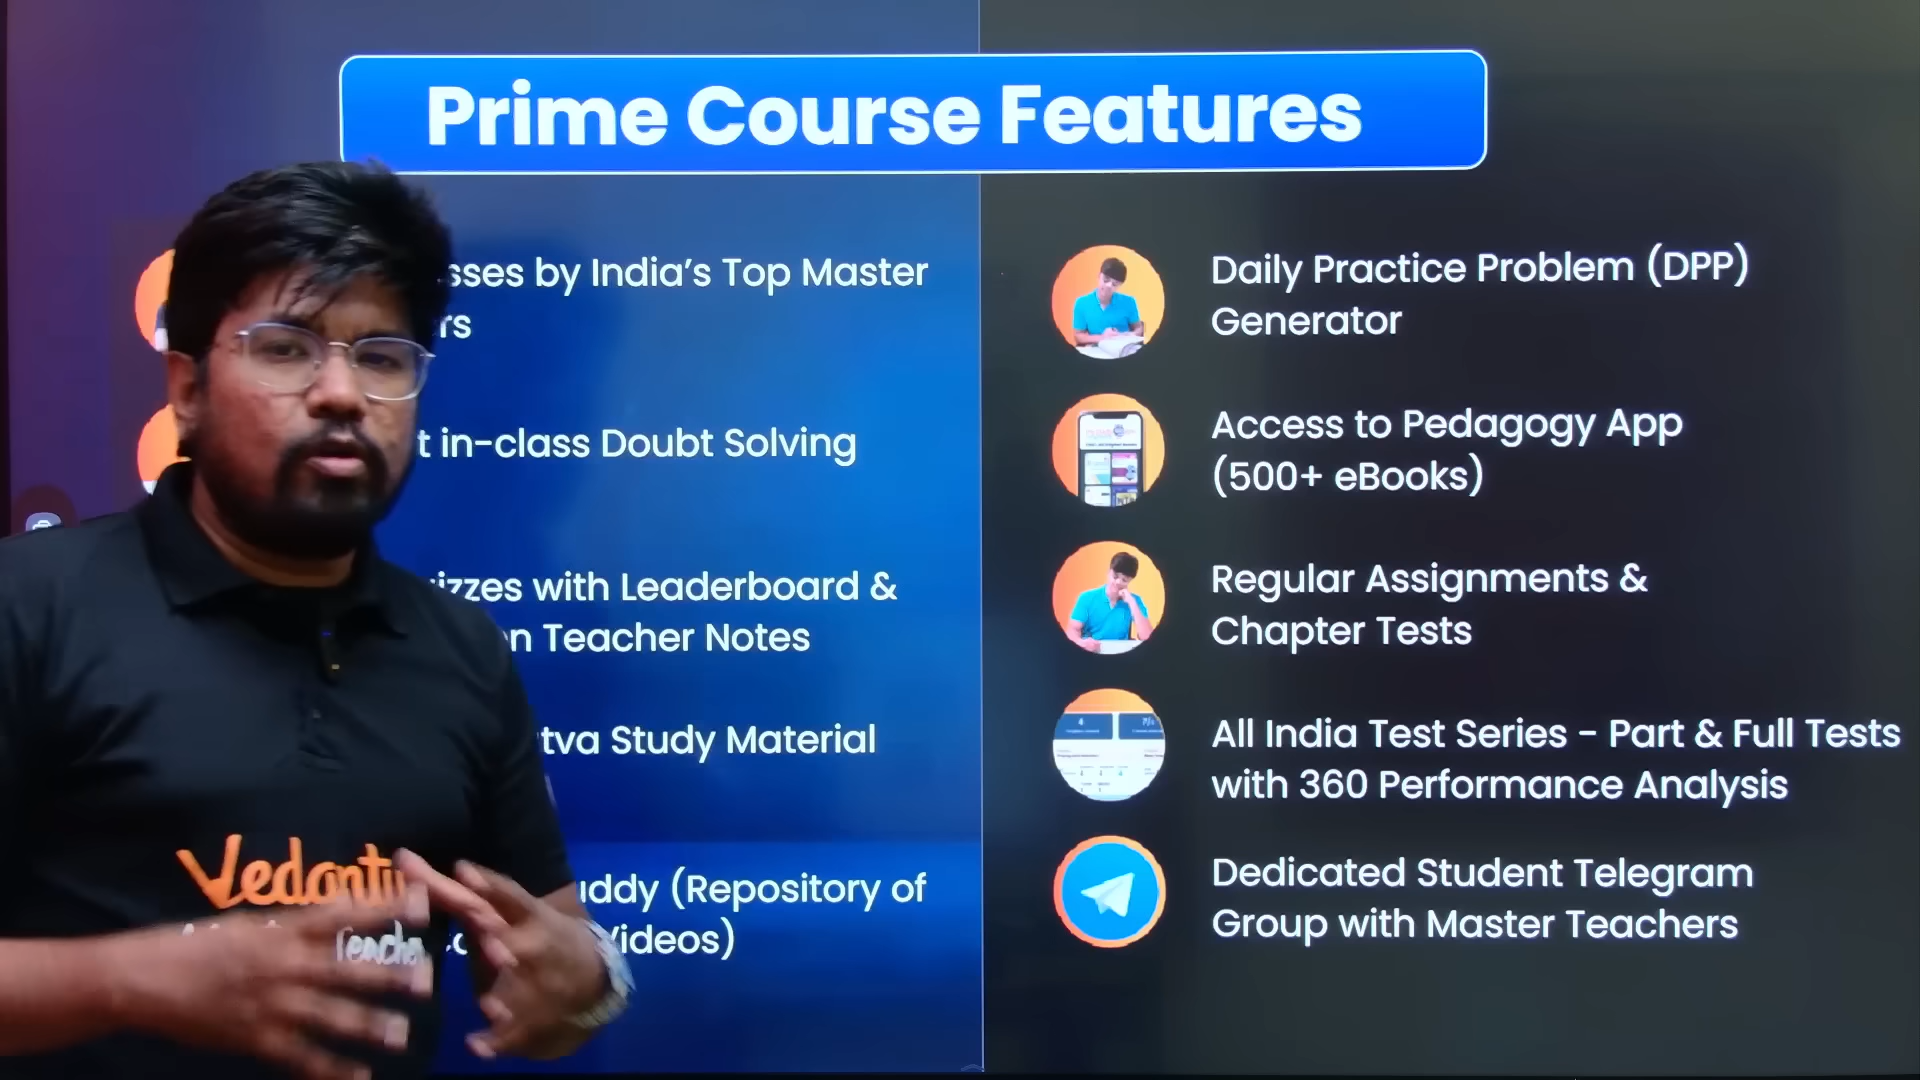 Prime Course Features
sses by India's Top Master
rs
t in-class Doubt Solving
izzes with Leaderboard &
n Teacher Notes
tva Study Material
uddy (Repository of
Videos)
Daily Practice Problem (DPP)
Generator
Access to Pedagogy App
(500+ eBooks)
Regular Assignments &
Chapter Tests
All India Test Series - Part & Full Tests
with 360 Performance Analysis
Dedicated Student Telegram
Group with Master Teachers
Vedantu
Teache